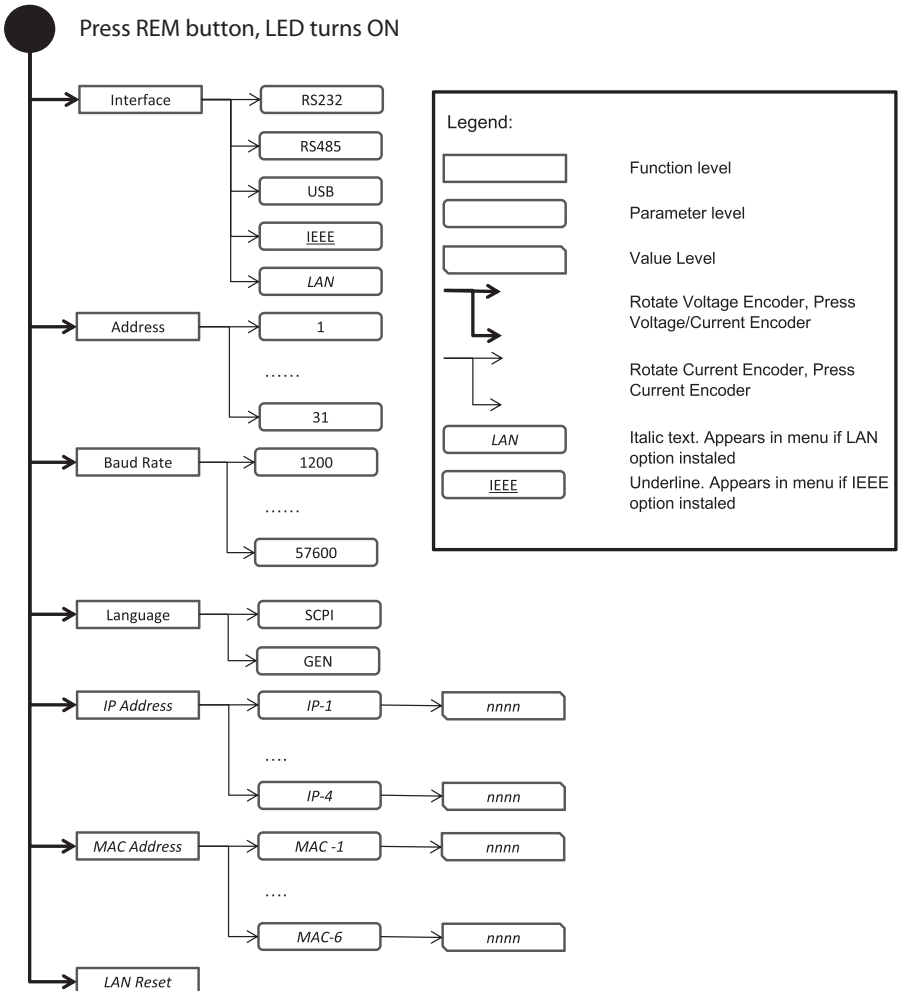 Press REM button, LED turns ON
Interface
RS232
RS485
USB
IEEE
LAN
Address
1
......
31
Baud Rate
1200
......
57600
Language
SCPI
GEN
IP Address
IP-1
nnnn
....
IP-4
nnnn
MAC Address
MAC -1
nnnn
....
MAC-6
nnnn
LAN Reset
Legend:
Function level
Parameter level
Value Level
Rotate Voltage Encoder, Press
Voltage/Current Encoder
Rotate Current Encoder, Press
Current Encoder
LAN
Italic text. Appears in menu if LAN
option instaled
IEEE
Underline. Appears in menu if IEEE
option instaled